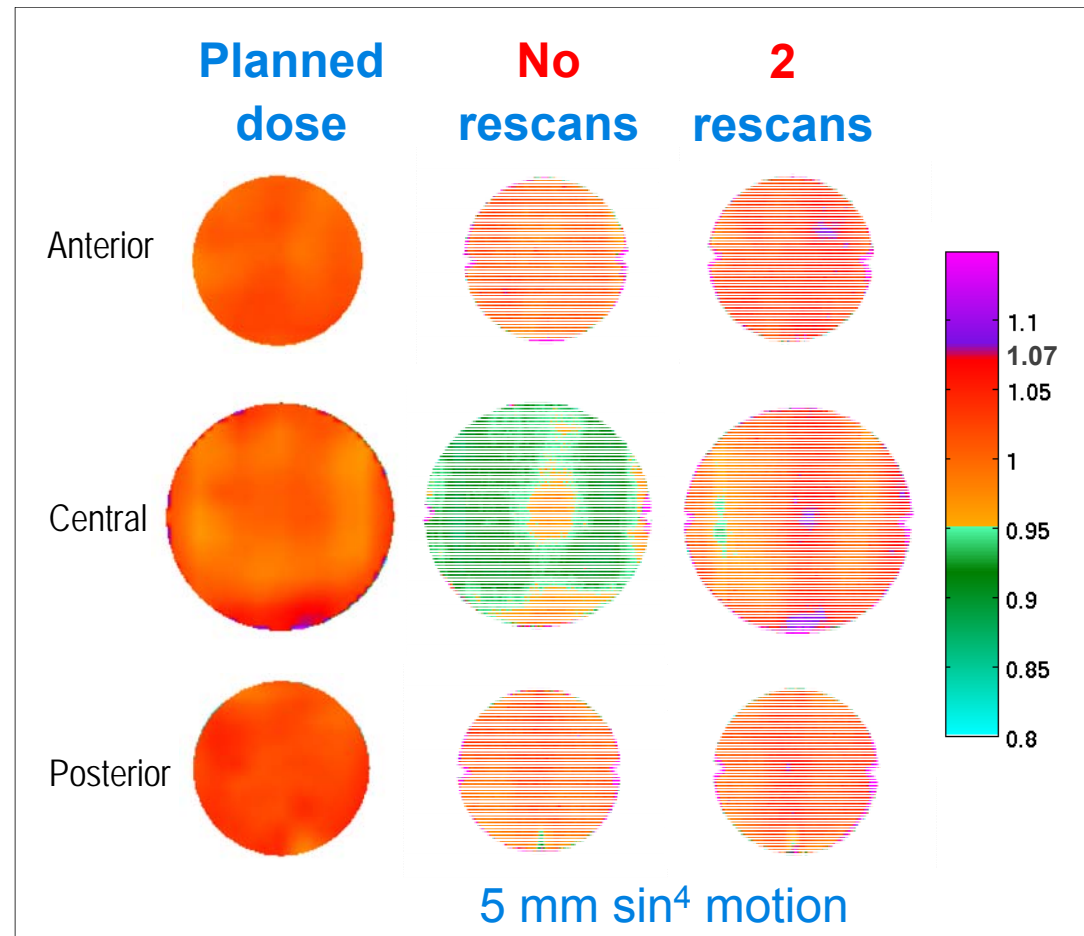 Planned No 2
dose rescans rescans
Anterior
Central
Posterior
1.1
1.07
1.05
1
0.95
0.9
0.85
0.8
5 mm sin⁴ motion